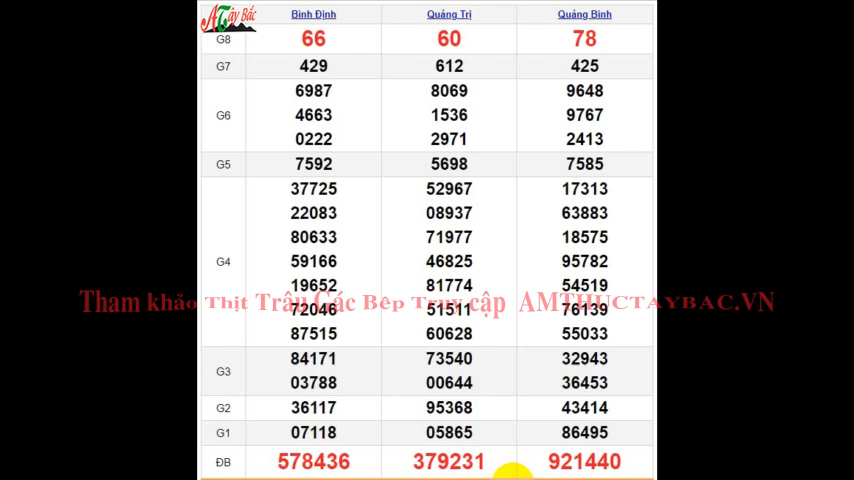 ATây Bắc
Bình Định Quảng Trị Quảng Bình
G8 66 60 78
G7 429 612 425
6987 8069 9648
G6 4663 1536 9767
0222 2971 2413
G5 7592 5698 7585
37725 52967 17313
22083 08937 63883
80633 71977 18575
G4 59166 46825 95782
19652 81774 54519
Tham khảo Thịt Trâu Gác Bếp Truy cập AMTHUCTAYBAC.VN
72046 51511 76139
87515 60628 55033
84171 73540 32943
G3
03788 00644 36453
G2 36117 95368 43414
G1 07118 05865 86495
ĐB 578436 379231 921440